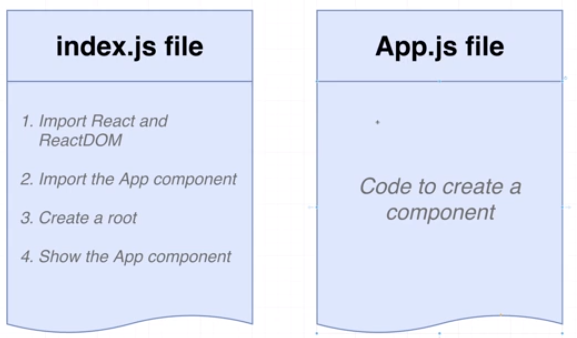 index.js file
1. Import React and
ReactDOM
2. Import the App component
3. Create a root
4. Show the App component
App.js file
Code to create a
component